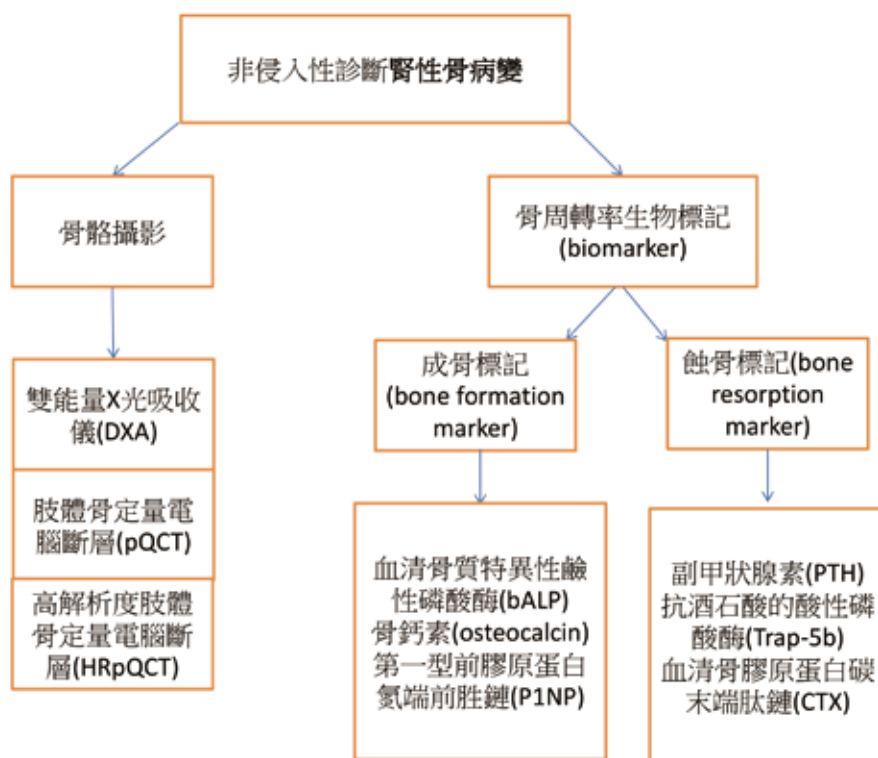 非侵入性診斷腎性骨病變
骨骼攝影
骨周轉率生物標記
(biomarker)
雙能量X光吸收
儀(DXA)
肢體骨定量電
腦斷層(pQCT)
高解析度肢體
骨定量電腦斷
層(HRpQCT)
成骨標記
(bone formation
marker)
蝕骨標記(bone
resorption
marker)
血清骨質特異性鹼
性磷酸酶(bALP)
骨鈣素(osteocalcin)
第一型前膠原蛋白
氮端前胜鏈(P1NP)
副甲狀腺素(PTH)
抗酒石酸的酸性磷
酸酶(Trap-5b)
血清骨膠原蛋白碳
末端肽鏈(CTX)